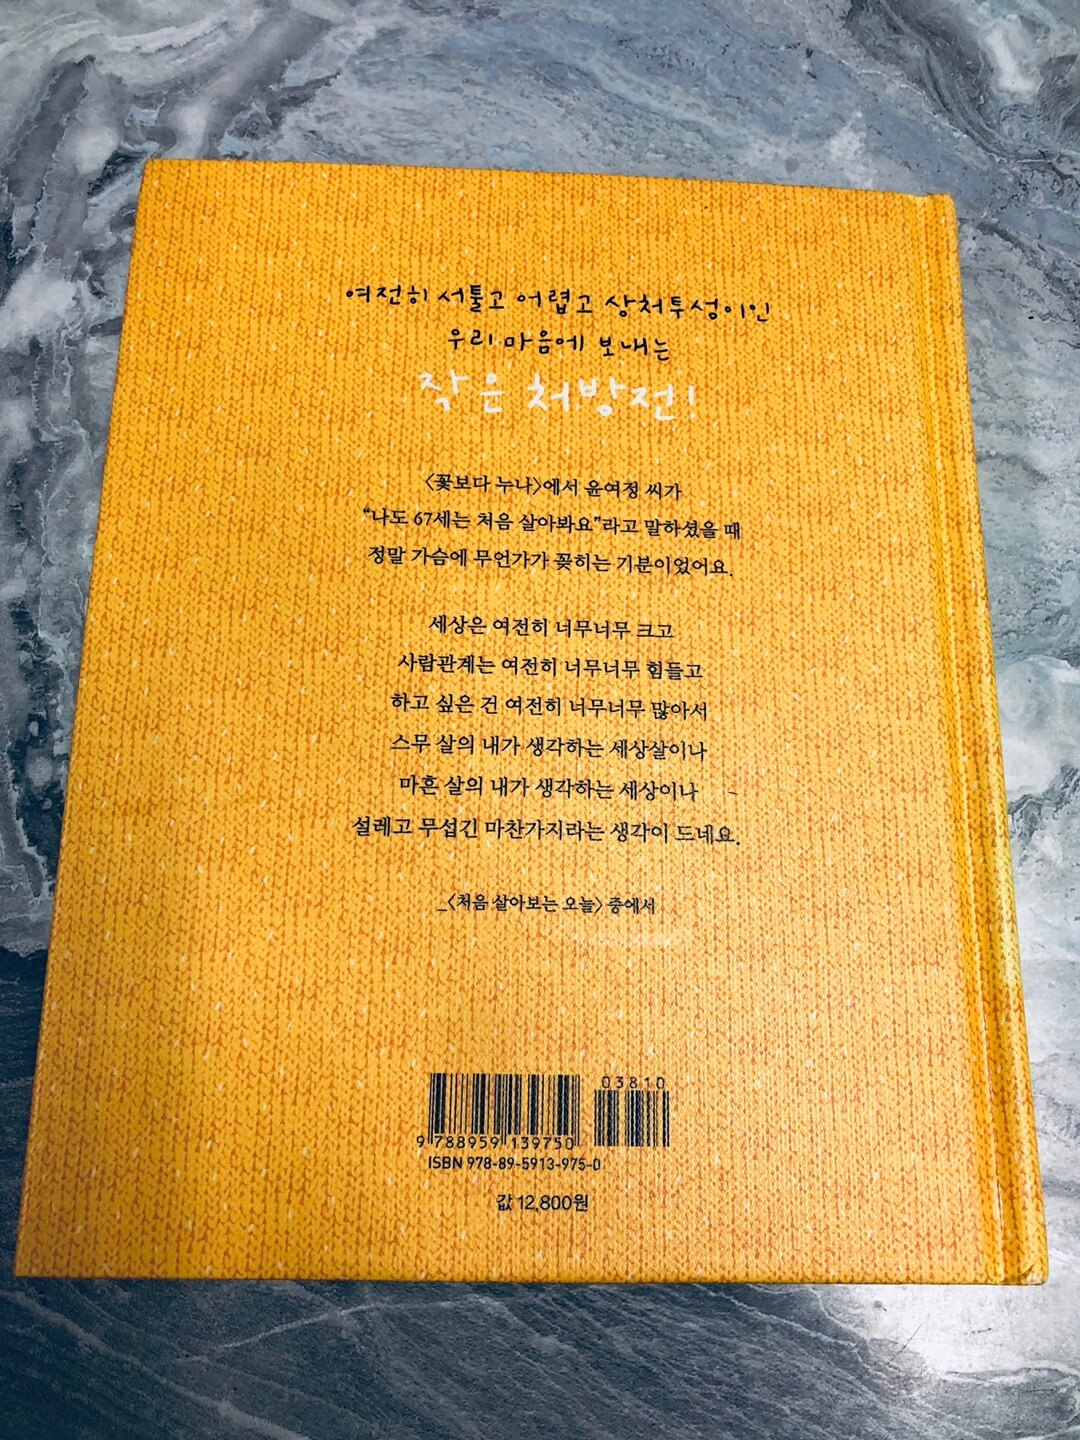 여전히 서툴고 어렵고 상처투성이인
우리 마음에 보내는
작은 처방전!
〈꽃보다 누나〉에서 윤여정 씨가
“나도 67세는 처음 살아봐요”라고 말하셨을 때
정말 가슴에 무언가가 꽂히는 기분이었어요.
세상은 여전히 너무너무 크고
사람관계는 여전히 너무너무 힘들고
하고 싶은 건 여전히 너무너무 많아서
스무 살의 내가 생각하는 세상살이나
마흔 살의 내가 생각하는 세상이나
설레고 무섭긴 마찬가지라는 생각이 드네요.
_〈처음 살아보는 오늘〉 중에서
03810
9 788959 139750
ISBN 978-89-5913-975-0
값 12,800원